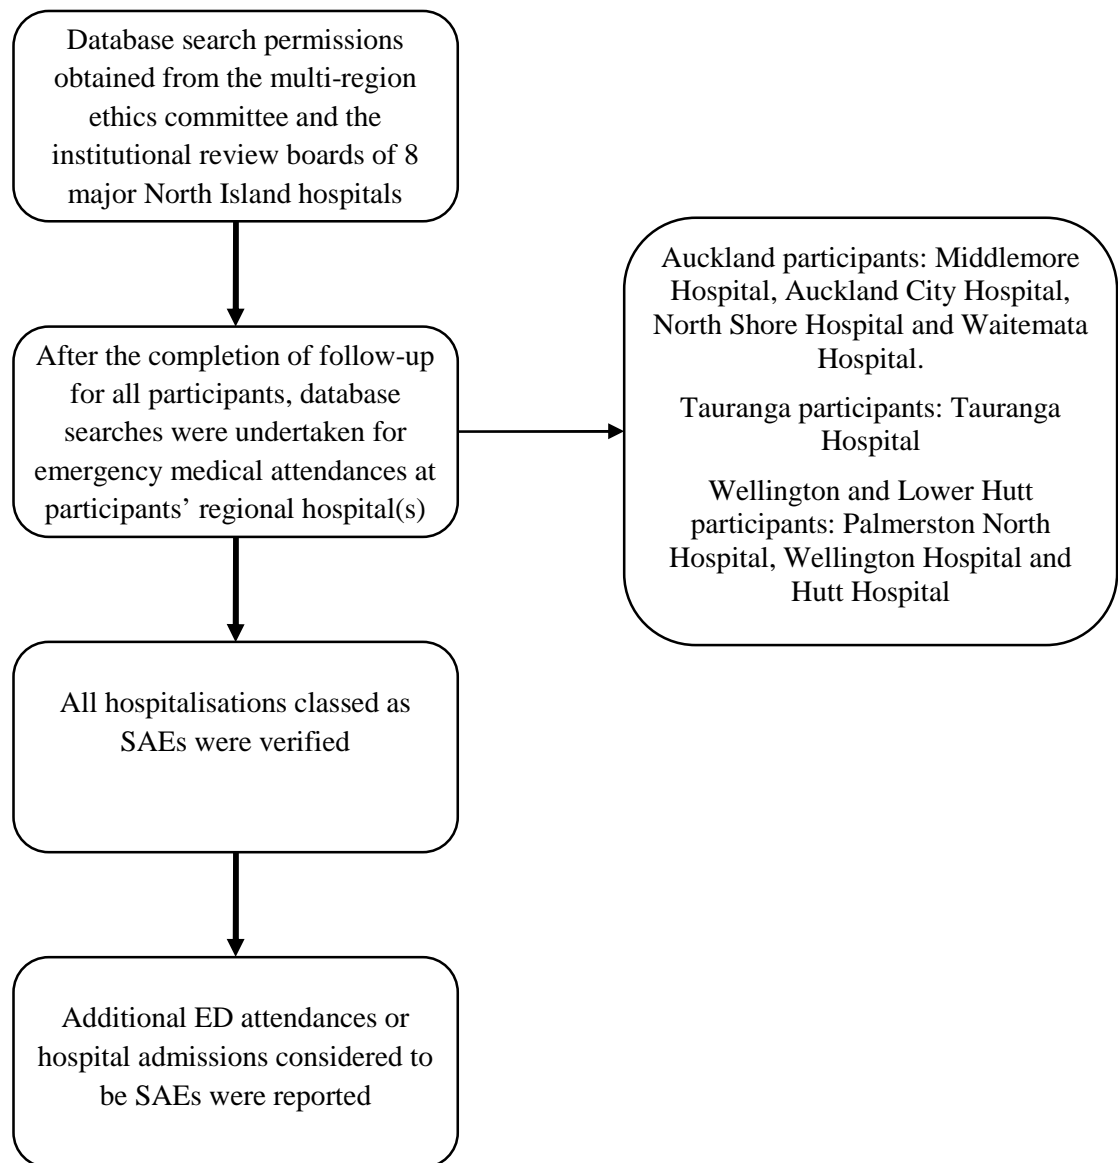 Database search permissions
obtained from the multi-region
ethics committee and the
institutional review boards of 8
major North Island hospitals
After the completion of follow-up
for all participants, database
searches were undertaken for
emergency medical attendances at
participants’ regional hospital(s)
Auckland participants: Middlemore
Hospital, Auckland City Hospital,
North Shore Hospital and Waitemata
Hospital.
Tauranga participants: Tauranga
Hospital
Wellington and Lower Hutt
participants: Palmerston North
Hospital, Wellington Hospital and
Hutt Hospital
All hospitalisations classed as
SAEs were verified
Additional ED attendances or
hospital admissions considered to
be SAEs were reported